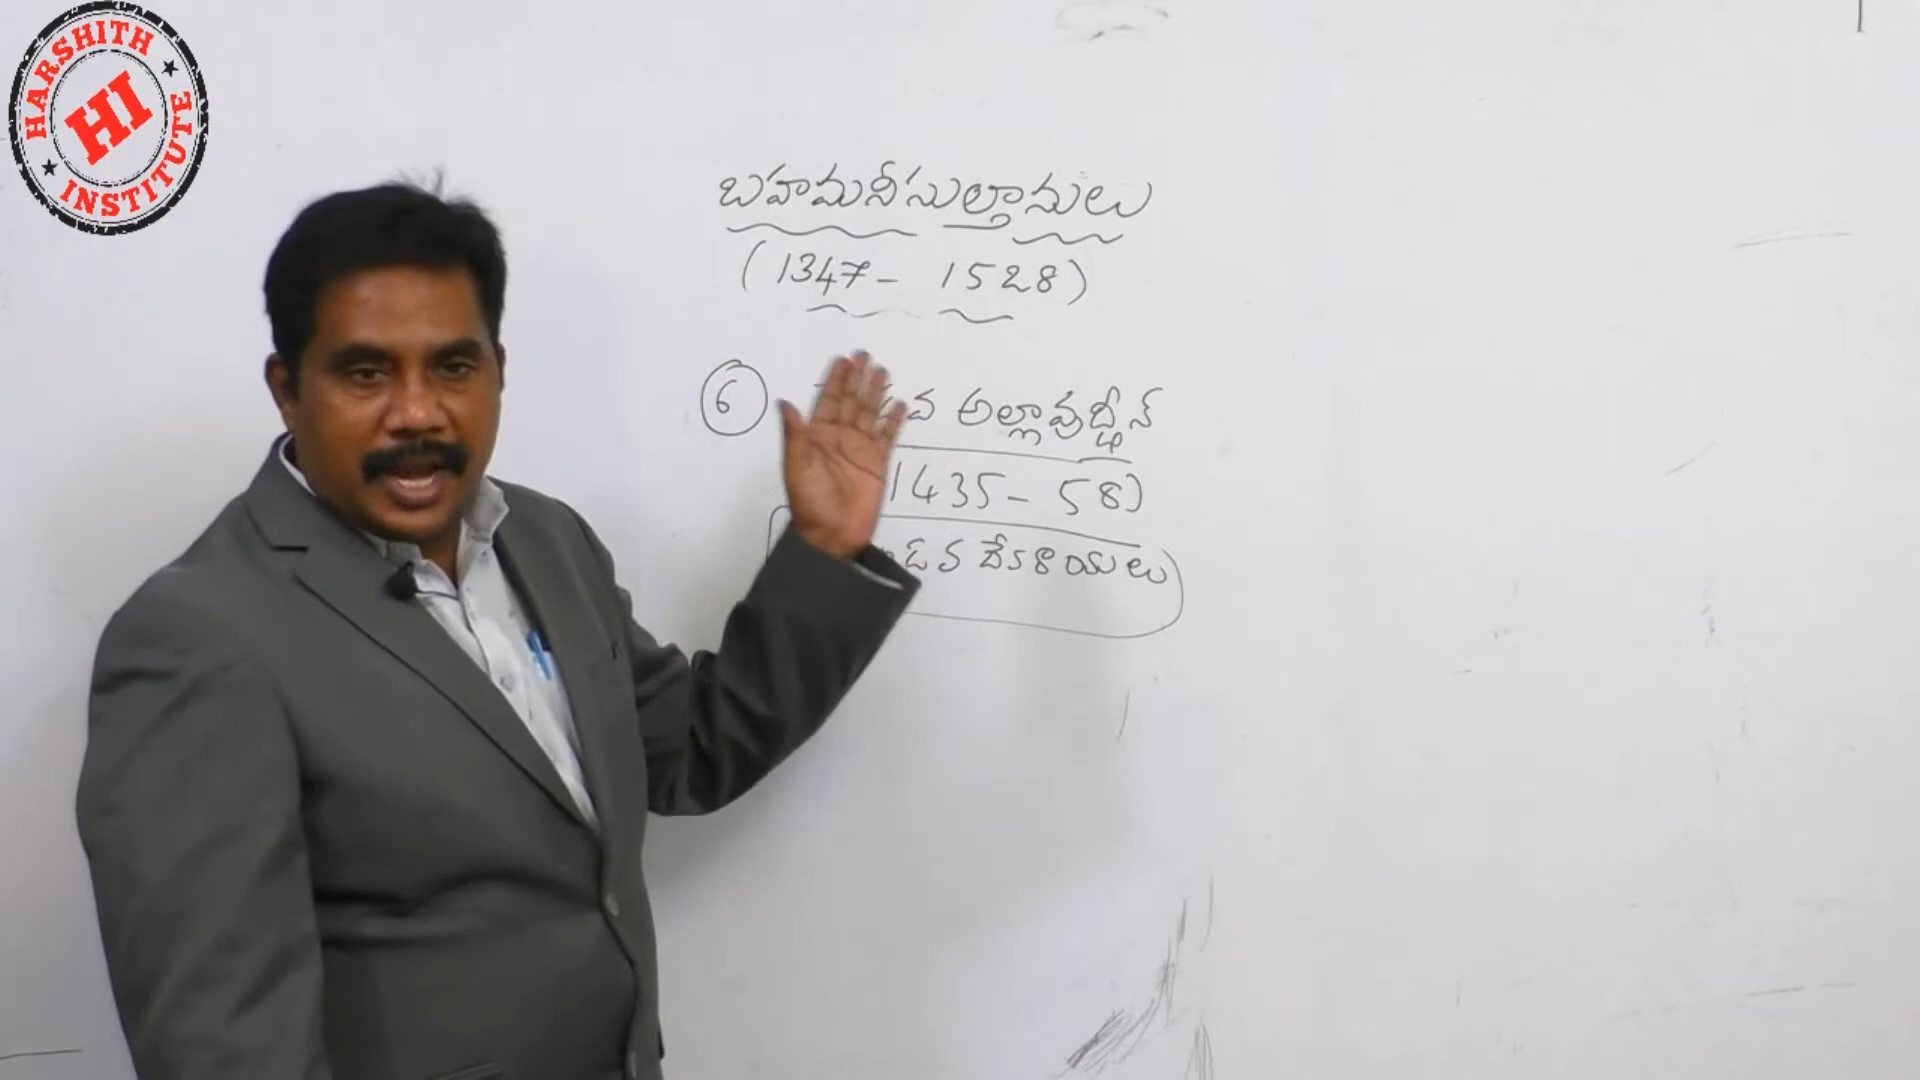 HARSHITH
HI
INSTITUTE
బహమనీ సుల్తానులు
(1347 - 1528)
6 అల్లావుద్దీన్
1435 - 58)
దేవరాయలు